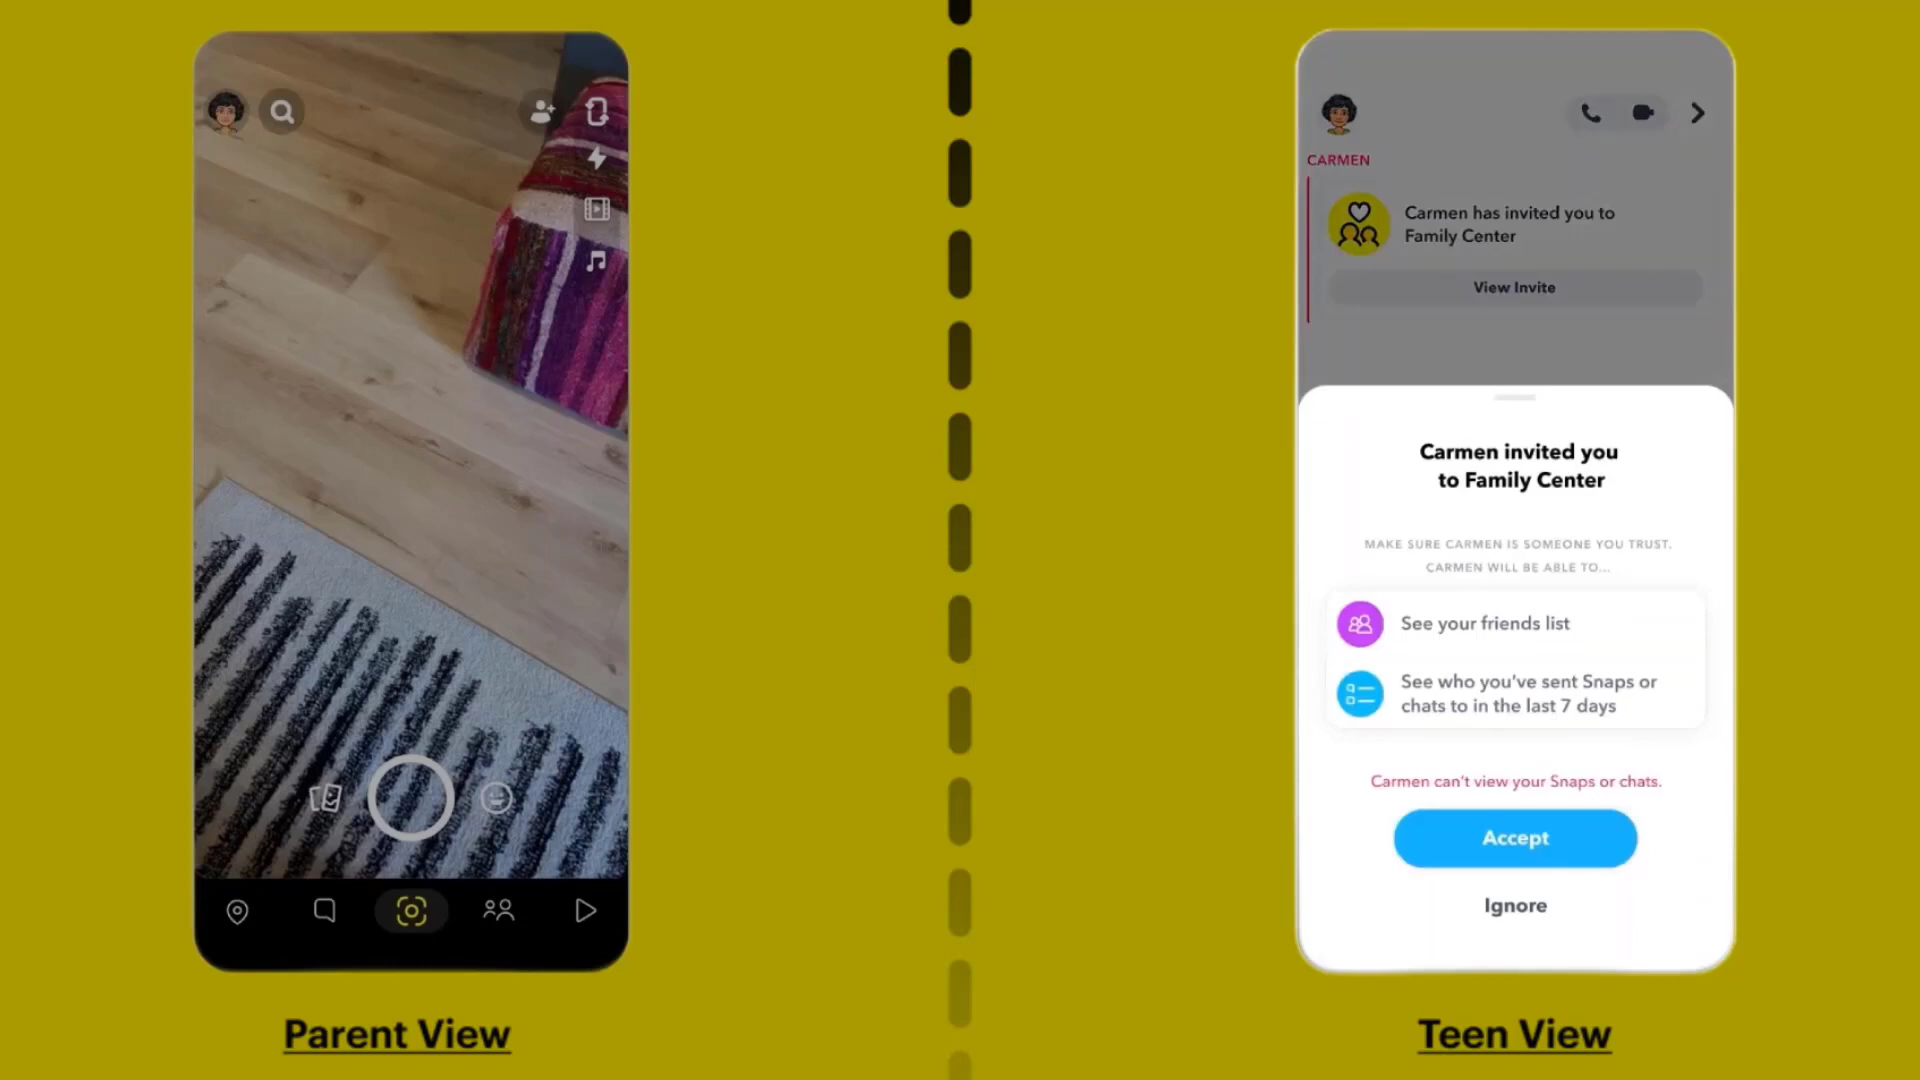 CARMEN
Carmen has invited you to
Family Center
View Invite
Carmen invited you
to Family Center
MAKE SURE CARMEN IS SOMEONE YOU TRUST.
CARMEN WILL BE ABLE TO...
See your friends list
See who you've sent Snaps or
chats to in the last 7 days
Carmen can't view your Snaps or chats.
Accept
Ignore
Parent View
Teen View